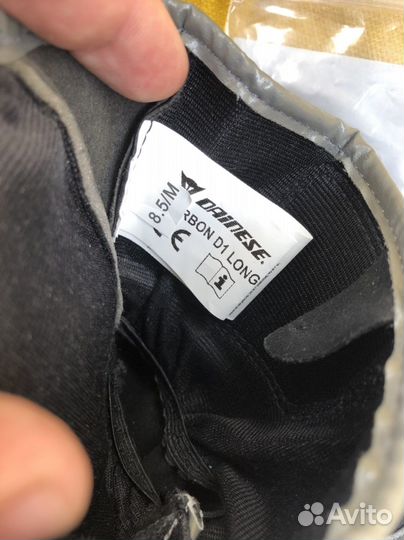 DAINESE.
8.5/M
RBON D1 LONG
CE
i
Avito